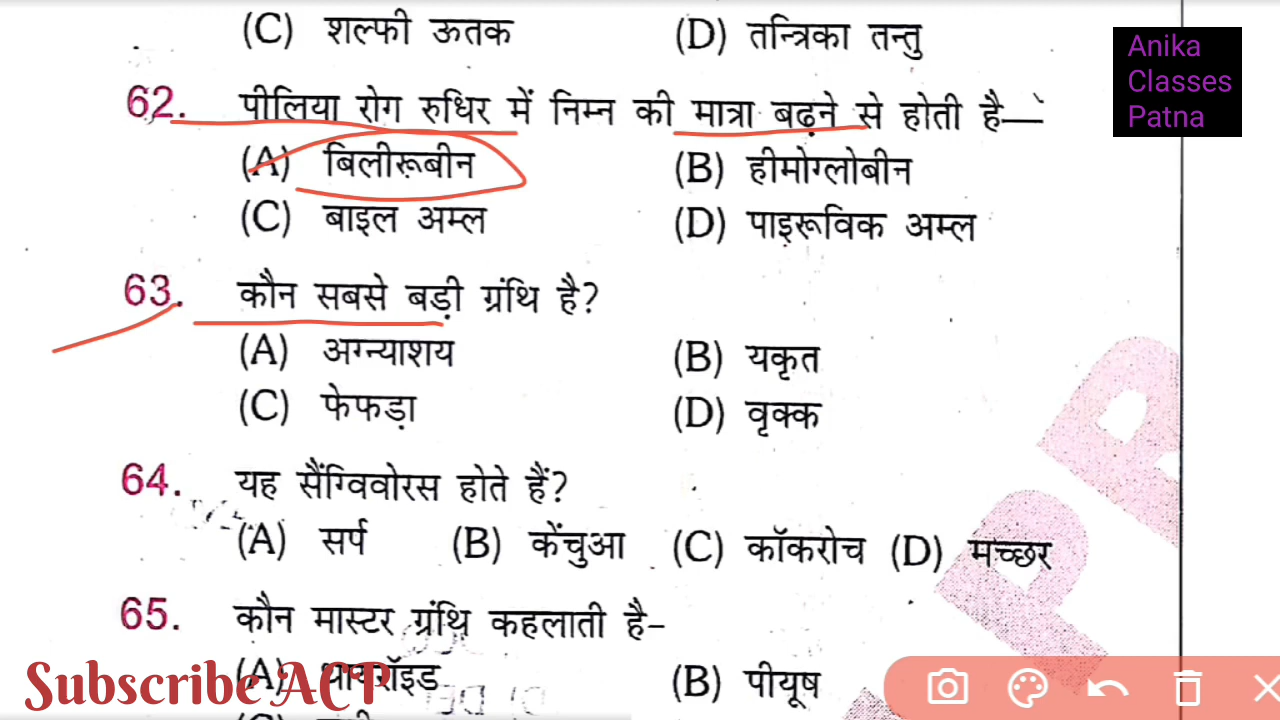 (C) शल्फी ऊतक (D) तन्त्रिका तन्तु
Anika
Classes
Patna
62. पीलिया रोग रुधिर में निम्न की मात्रा बढ़ने से होती है—
(A) बिलीरूबीन (B) हीमोग्लोबीन
(C) बाइल अम्ल (D) पाइरूविक अम्ल
63. कौन सबसे बड़ी ग्रंथि है?
(A) अग्न्याशय (B) यकृत
(C) फेफड़ा (D) वृक्क
64. यह सैंग्विवोरस होते हैं?
(A) सर्प (B) केंचुआ (C) कॉकरोच (D) मच्छर
65. कौन मास्टर ग्रंथि कहलाती है-
(A) (B) पीयूष
Subscribe ACP